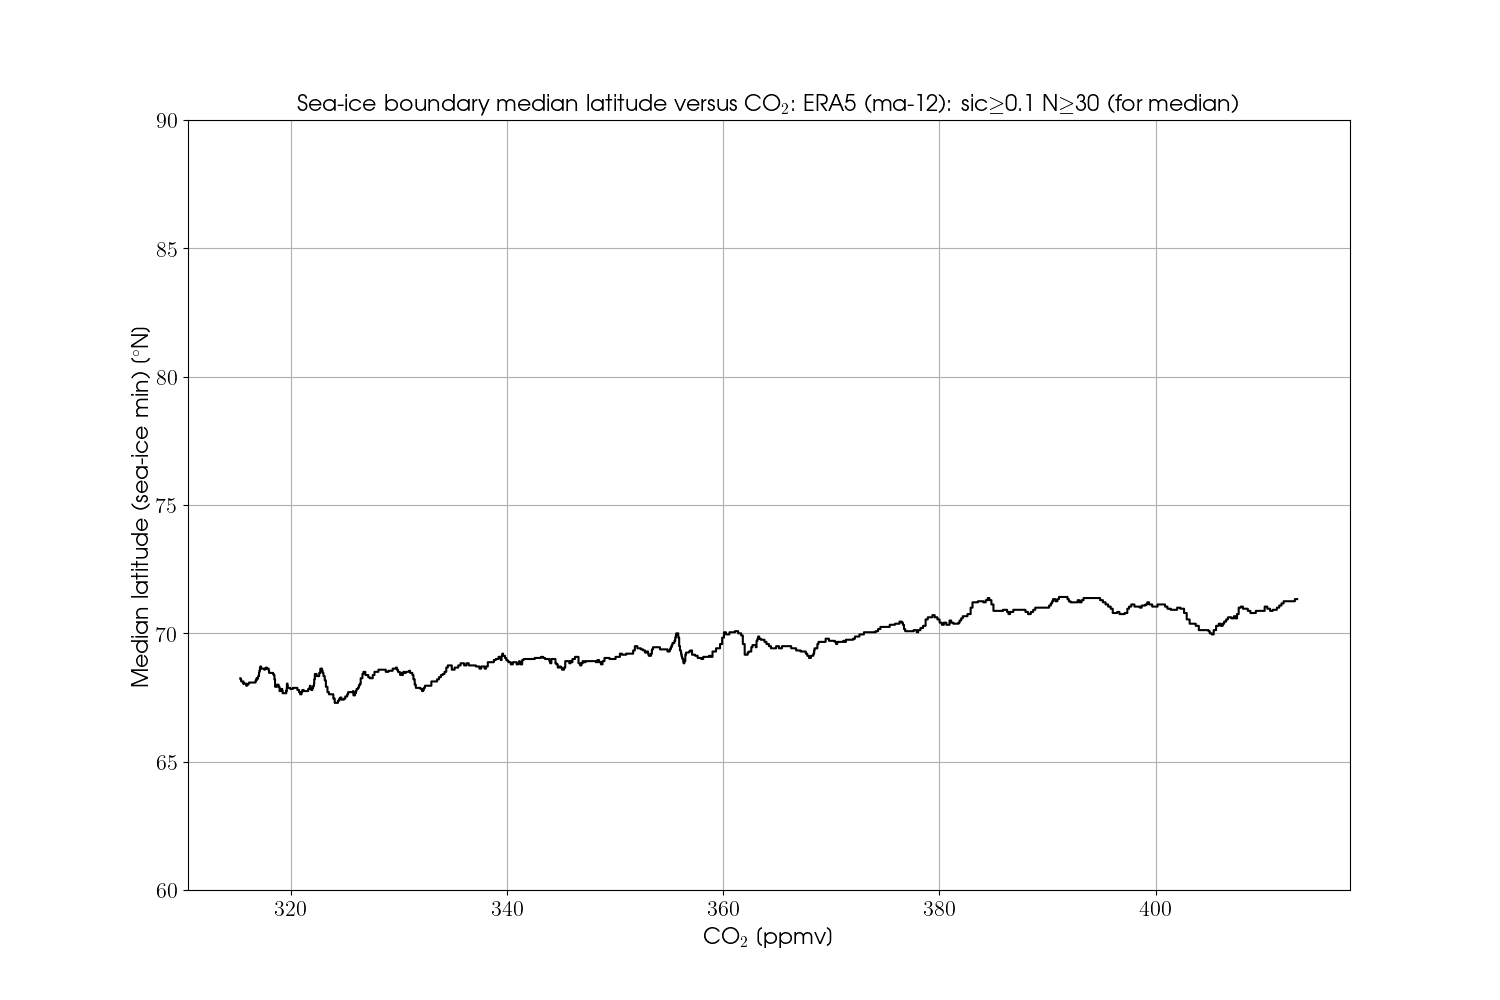 Sea-ice boundary median latitude versus CO₂: ERA5 (ma-12): sic≥0.1 N≥30 (for median)
90
85
80
75
70
65
60
Median latitude (sea-ice min) (°N)
320 340 360 380 400
CO₂ (ppmv)